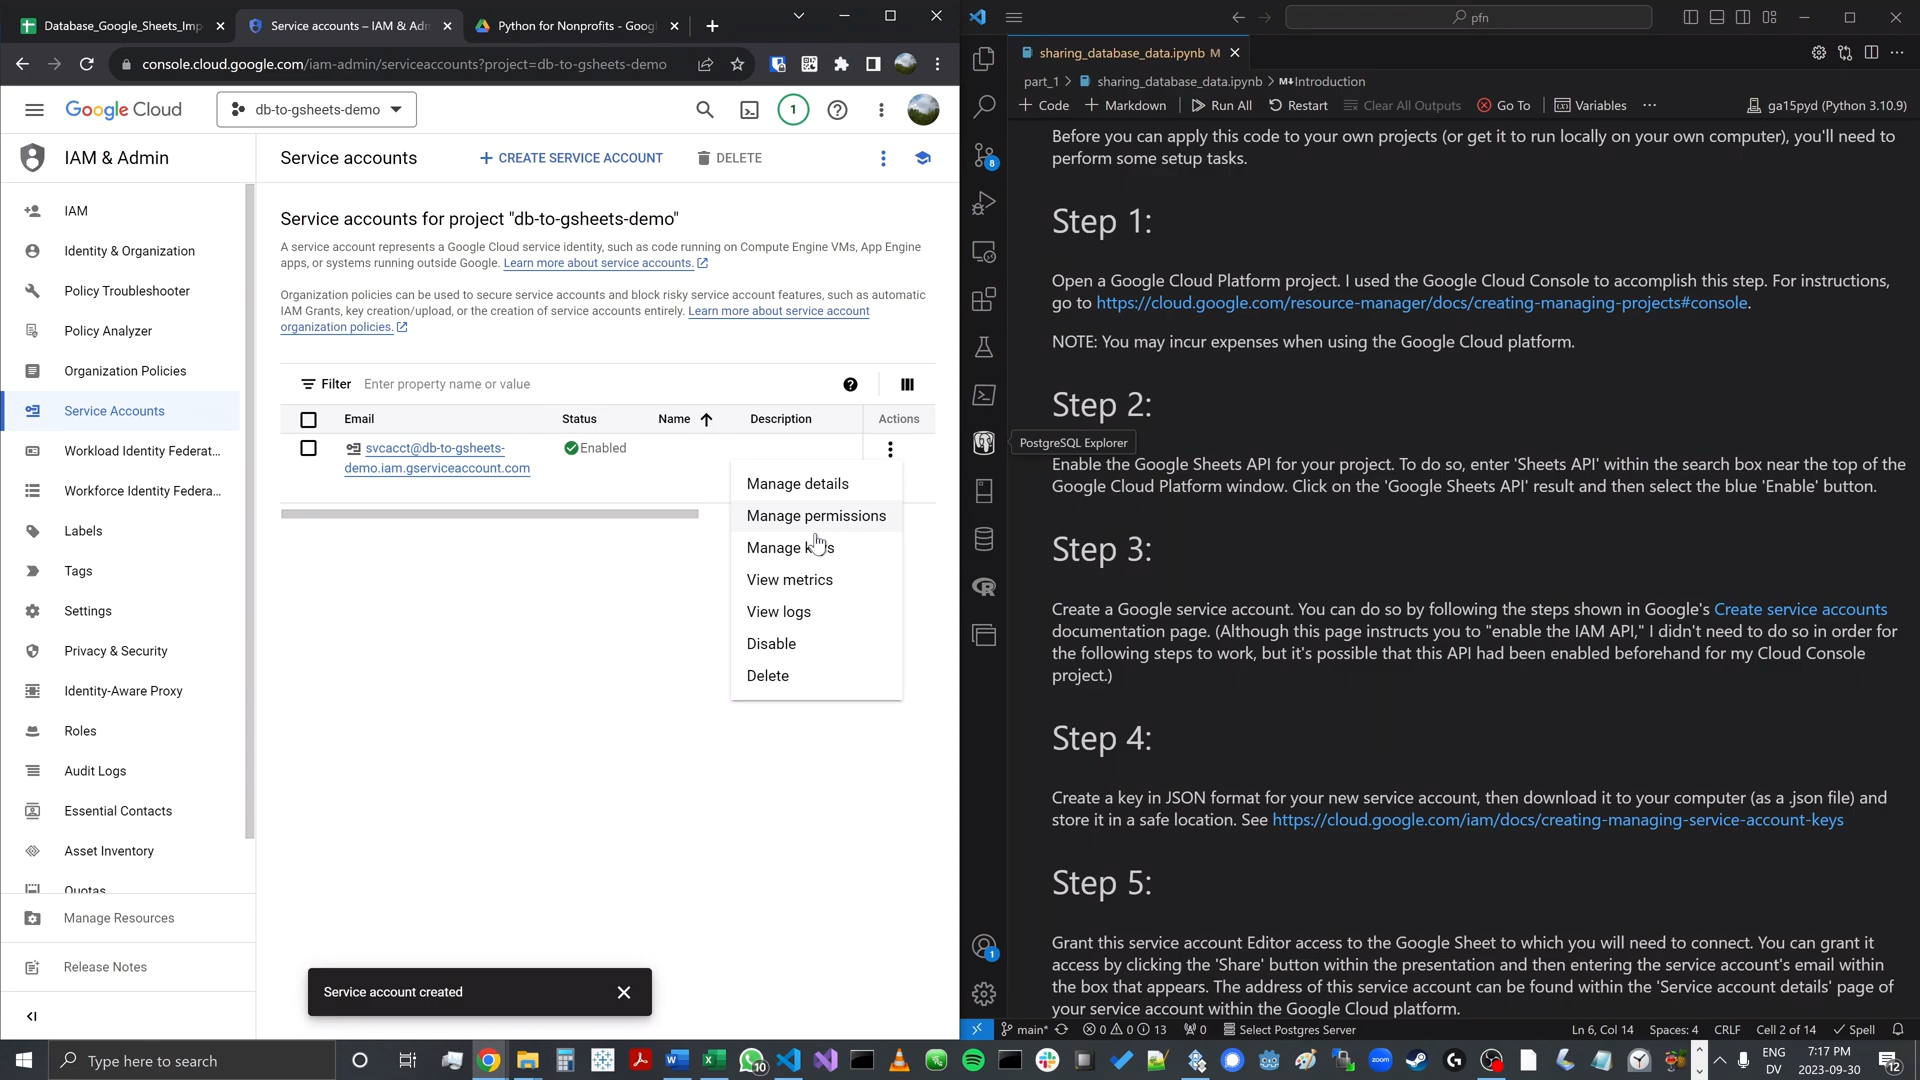 Database_Google_Sheets_Imp
Service accounts – IAM & Adm
Python for Nonprofits - Googl
console.cloud.google.com/iam-admin/serviceaccounts?project=db-to-gsheets-demo
Google Cloud
db-to-gsheets-demo
1
IAM & Admin
IAM
Identity & Organization
Policy Troubleshooter
Policy Analyzer
Organization Policies
Service Accounts
Workload Identity Federat...
Workforce Identity Federa...
Labels
Tags
Settings
Privacy & Security
Identity-Aware Proxy
Roles
Audit Logs
Essential Contacts
Asset Inventory
Quotas
Manage Resources
Release Notes
Service accounts
CREATE SERVICE ACCOUNT
DELETE
Service accounts for project "db-to-gsheets-demo"
A service account represents a Google Cloud service identity, such as code running on Compute Engine VMs, App Engine
apps, or systems running outside Google. Learn more about service accounts.
Organization policies can be used to secure service accounts and block risky service account features, such as automatic
IAM Grants, key creation/upload, or the creation of service accounts entirely. Learn more about service account
organization policies.
Filter Enter property name or value
Email Status Name Description Actions
svcacct@db-to-gsheets-
demo.iam.gserviceaccount.com
Enabled
Manage details
Manage permissions
Manage keys
View metrics
View logs
Disable
Delete
Service account created
pfn
sharing_database_data.ipynb M
part_1 > sharing_database_data.ipynb > M↓Introduction
+ Code + Markdown Run All Restart Clear All Outputs Go To Variables ... ga15pyd (Python 3.10.9)
Before you can apply this code to your own projects (or get it to run locally on your own computer), you'll need to
perform some setup tasks.
Step 1:
Open a Google Cloud Platform project. I used the Google Cloud Console to accomplish this step. For instructions,
go to https://cloud.google.com/resource-manager/docs/creating-managing-projects#console.
NOTE: You may incur expenses when using the Google Cloud platform.
Step 2:
PostgreSQL Explorer
Enable the Google Sheets API for your project. To do so, enter 'Sheets API' within the search box near the top of the
Google Cloud Platform window. Click on the 'Google Sheets API' result and then select the blue 'Enable' button.
Step 3:
Create a Google service account. You can do so by following the steps shown in Google's Create service accounts
documentation page. (Although this page instructs you to "enable the IAM API," I didn't need to do so in order for
the following steps to work, but it's possible that this API had been enabled beforehand for my Cloud Console
project.)
Step 4:
Create a key in JSON format for your new service account, then download it to your computer (as a .json file) and
store it in a safe location. See https://cloud.google.com/iam/docs/creating-managing-service-account-keys
Step 5:
Grant this service account Editor access to the Google Sheet to which you will need to connect. You can grant it
access by clicking the 'Share' button within the presentation and then entering the service account's email within
the box that appears. The address of this service account can be found within the 'Service account details' page of
your service account within the Google Cloud platform.
8
1
main* 0 0 13 0 Select Postgres Server Ln 6, Col 14 Spaces: 4 CRLF Cell 2 of 14 Spell
Type here to search
10
zoom
ENG
DV
7:17 PM
2023-09-30
12